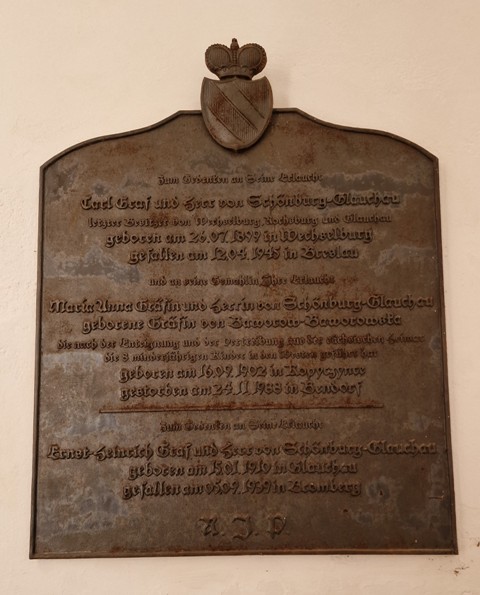 Zum Gedenken an Seine Erlaucht
Carl Graf und Herr von Schönburg-Glauchau
letzter Besitzer von Wechselburg, Rochsburg und Glauchau
geboren am 26.07.1899 in Wechselburg
gefallen am 12.04.1945 in Breslau
und an seine Gemahlin, Ihre Erlaucht
Maria Anna Gräfin und Herrin von Schönburg-Glauchau
geborene Gräfin von Baworow-Baworowska
die nach der Enteignung und der Vertreibung aus der sächsischen Heimat
die 8 minderjährigen Kinder in den Westen geführt hat
geboren am 16.09.1902 in Kopyczynce
gestorben am 24.11.1988 in Bendorf
Zum Gedenken an Seine Erlaucht
Ernst-Heinrich Graf und Herr von Schönburg-Glauchau
geboren am 15.01.1910 in Glauchau
gefallen am 05.09.1939 in Bromberg
R. J. P.